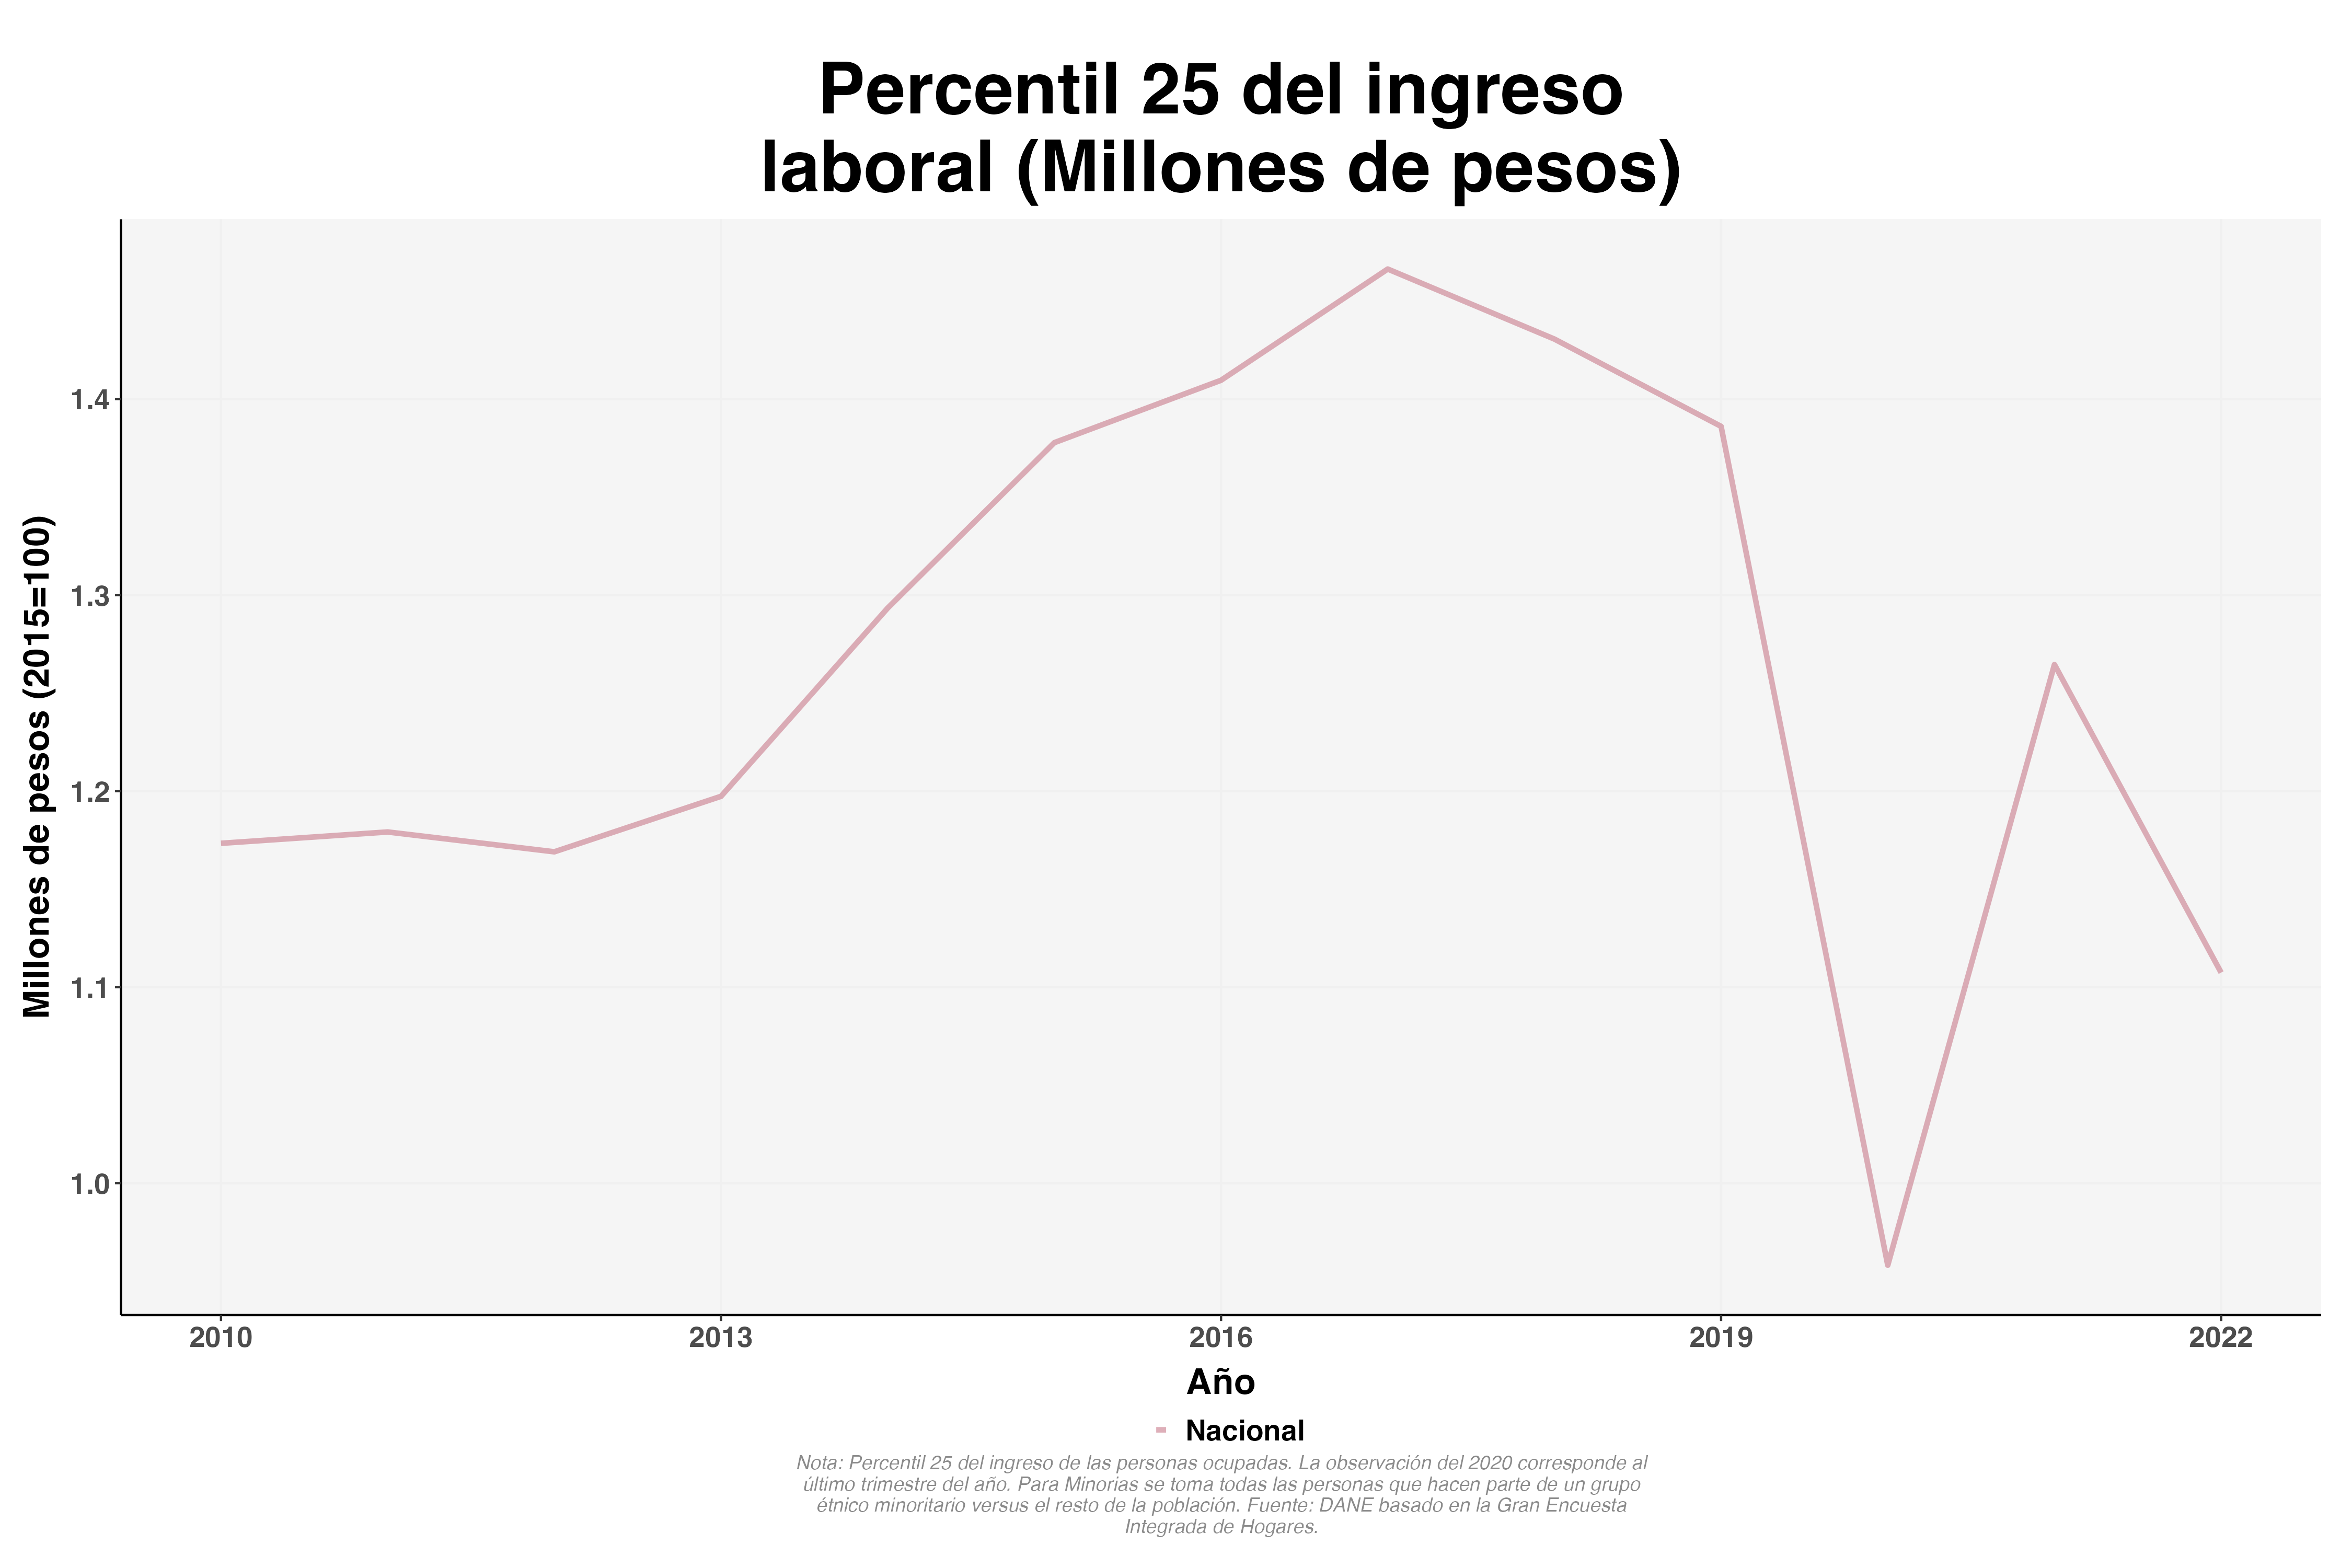 Percentil 25 del ingreso
laboral (Millones de pesos)
Millones de pesos (2015=100)
1.4
1.3
1.2
1.1
1.0
2010
2013
2016
2019
2022
Año
Nacional
Nota: Percentil 25 del ingreso de las personas ocupadas. La observación del 2020 corresponde al
último trimestre del año. Para Minorias se toma todas las personas que hacen parte de un grupo
étnico minoritario versus el resto de la población. Fuente: DANE basado en la Gran Encuesta
Integrada de Hogares.